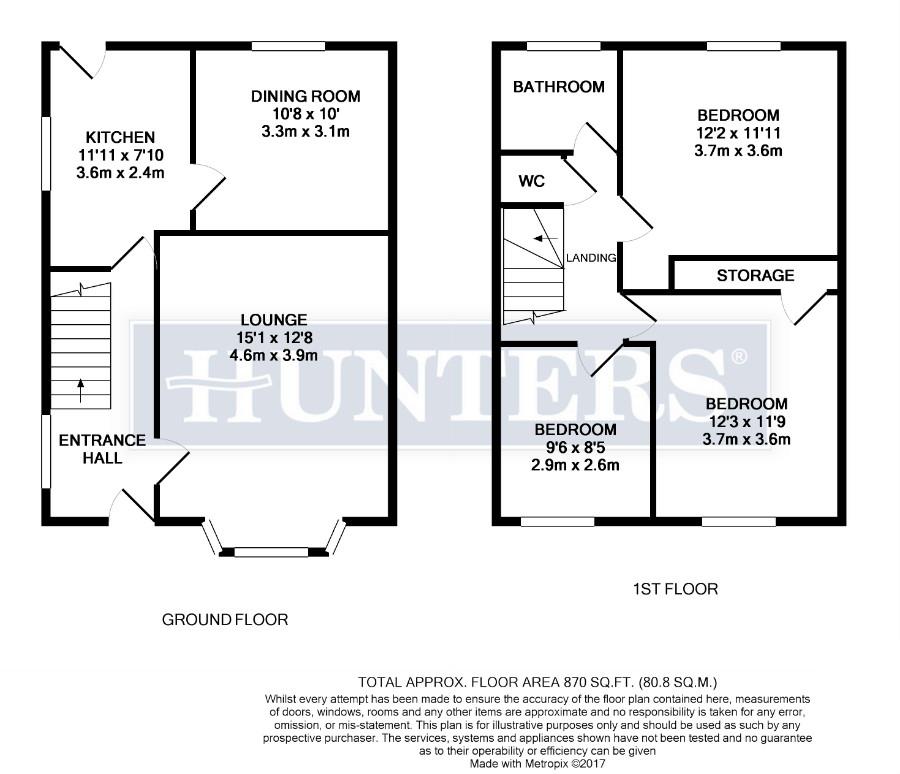 DINING ROOM
10'8 x 10'
3.3m x 3.1m
KITCHEN
11'11 x 7'10
3.6m x 2.4m
LOUNGE
15'1 x 12'8
4.6m x 3.9m
ENTRANCE
HALL
GROUND FLOOR
BATHROOM
BEDROOM
12'2 x 11'11
3.7m x 3.6m
WC
LANDING
STORAGE
BEDROOM
12'3 x 11'9
3.7m x 3.6m
BEDROOM
9'6 x 8'5
2.9m x 2.6m
1ST FLOOR
HUNTERS®
TOTAL APPROX. FLOOR AREA 870 SQ.FT. (80.8 SQ.M.)
Whilst every attempt has been made to ensure the accuracy of the floor plan contained here, measurements
of doors, windows, rooms and any other items are approximate and no responsibility is taken for any error,
omission, or mis-statement. This plan is for illustrative purposes only and should be used as such by any
prospective purchaser. The services, systems and appliances shown have not been tested and no guarantee
as to their operability or efficiency can be given
Made with Metropix ©2017